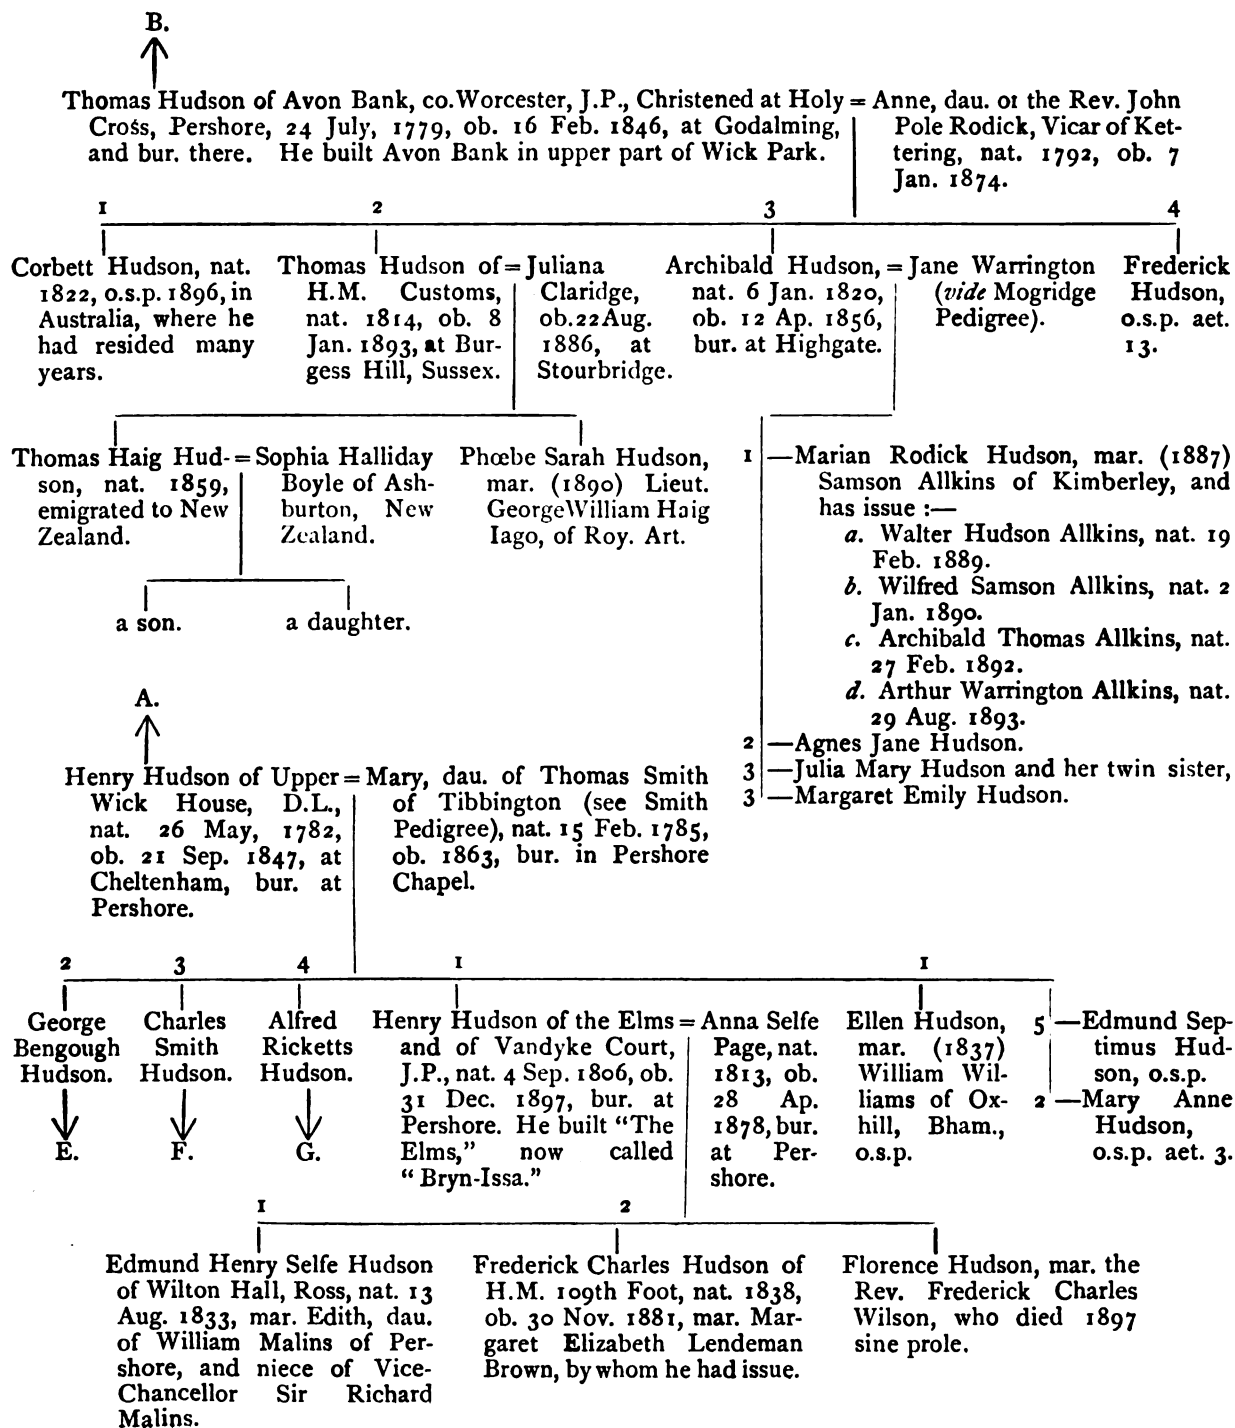 B.
Thomas Hudson of Avon Bank, co. Worcester, J.P., Christened at Holy
Cross, Pershore, 24 July, 1779, ob. 16 Feb. 1846, at Godalming,
and bur. there. He built Avon Bank in upper part of Wick Park.
= Anne, dau. of the Rev. John
Pole Rodick, Vicar of Ket-
tering, nat. 1792, ob. 7
Jan. 1874.
1 2 3 4
Corbett Hudson, nat.
1822, o.s.p. 1896, in
Australia, where he
had resided many
years.
Thomas Hudson of
H.M. Customs,
nat. 1814, ob. 8
Jan. 1893, at Bur-
gess Hill, Sussex.
= Juliana
Claridge,
ob. 22 Aug.
1886, at
Stourbridge.
Archibald Hudson,
nat. 6 Jan. 1820,
ob. 12 Ap. 1856,
bur. at Highgate.
= Jane Warrington
(vide Mogridge
Pedigree).
Frederick
Hudson,
o.s.p. aet.
13.
Thomas Haig Hud-
son, nat. 1859,
emigrated to New
Zealand.
= Sophia Halliday
Boyle of Ash-
burton, New
Zealand.
Phœbe Sarah Hudson,
mar. (1890) Lieut.
George William Haig
Iago, of Roy. Art.
a son.
a daughter.
1 —Marian Rodick Hudson, mar. (1887)
Samson Allkins of Kimberley, and
has issue :—
a. Walter Hudson Allkins, nat. 19
Feb. 1889.
b. Wilfred Samson Allkins, nat. 2
Jan. 1890.
c. Archibald Thomas Allkins, nat.
27 Feb. 1892.
d. Arthur Warrington Allkins, nat.
29 Aug. 1893.
2 —Agnes Jane Hudson.
3 —Julia Mary Hudson and her twin sister,
3 —Margaret Emily Hudson.
A.
Henry Hudson of Upper
Wick House, D.L.,
nat. 26 May, 1782,
ob. 21 Sep. 1847, at
Cheltenham, bur. at
Pershore.
= Mary, dau. of Thomas Smith
of Tibbington (see Smith
Pedigree), nat. 15 Feb. 1785,
ob. 1863, bur. in Pershore
Chapel.
2 3 4 1 1
George
Bengough
Hudson.
E.
Charles
Smith
Hudson.
F.
Alfred
Ricketts
Hudson.
G.
Henry Hudson of the Elms
and of Vandyke Court,
J.P., nat. 4 Sep. 1806, ob.
31 Dec. 1897, bur. at
Pershore. He built "The
Elms," now called
"Bryn-Issa."
= Anna Selfe
Page, nat.
1813, ob.
28 Ap.
1878, bur.
at Per-
shore.
Ellen Hudson,
mar. (1837)
William Wil-
liams of Ox-
hill, Bham.,
o.s.p.
5 —Edmund Sep-
timus Hud-
son, o.s.p.
2 —Mary Anne
Hudson,
o.s.p. aet. 3.
1 2
Edmund Henry Selfe Hudson
of Wilton Hall, Ross, nat. 13
Aug. 1833, mar. Edith, dau.
of William Malins of Per-
shore, and niece of Vice-
Chancellor Sir Richard
Malins.
Frederick Charles Hudson of
H.M. 109th Foot, nat. 1838,
ob. 30 Nov. 1881, mar. Mar-
garet Elizabeth Lendeman
Brown, by whom he had issue.
Florence Hudson, mar. the
Rev. Frederick Charles
Wilson, who died 1897
sine prole.